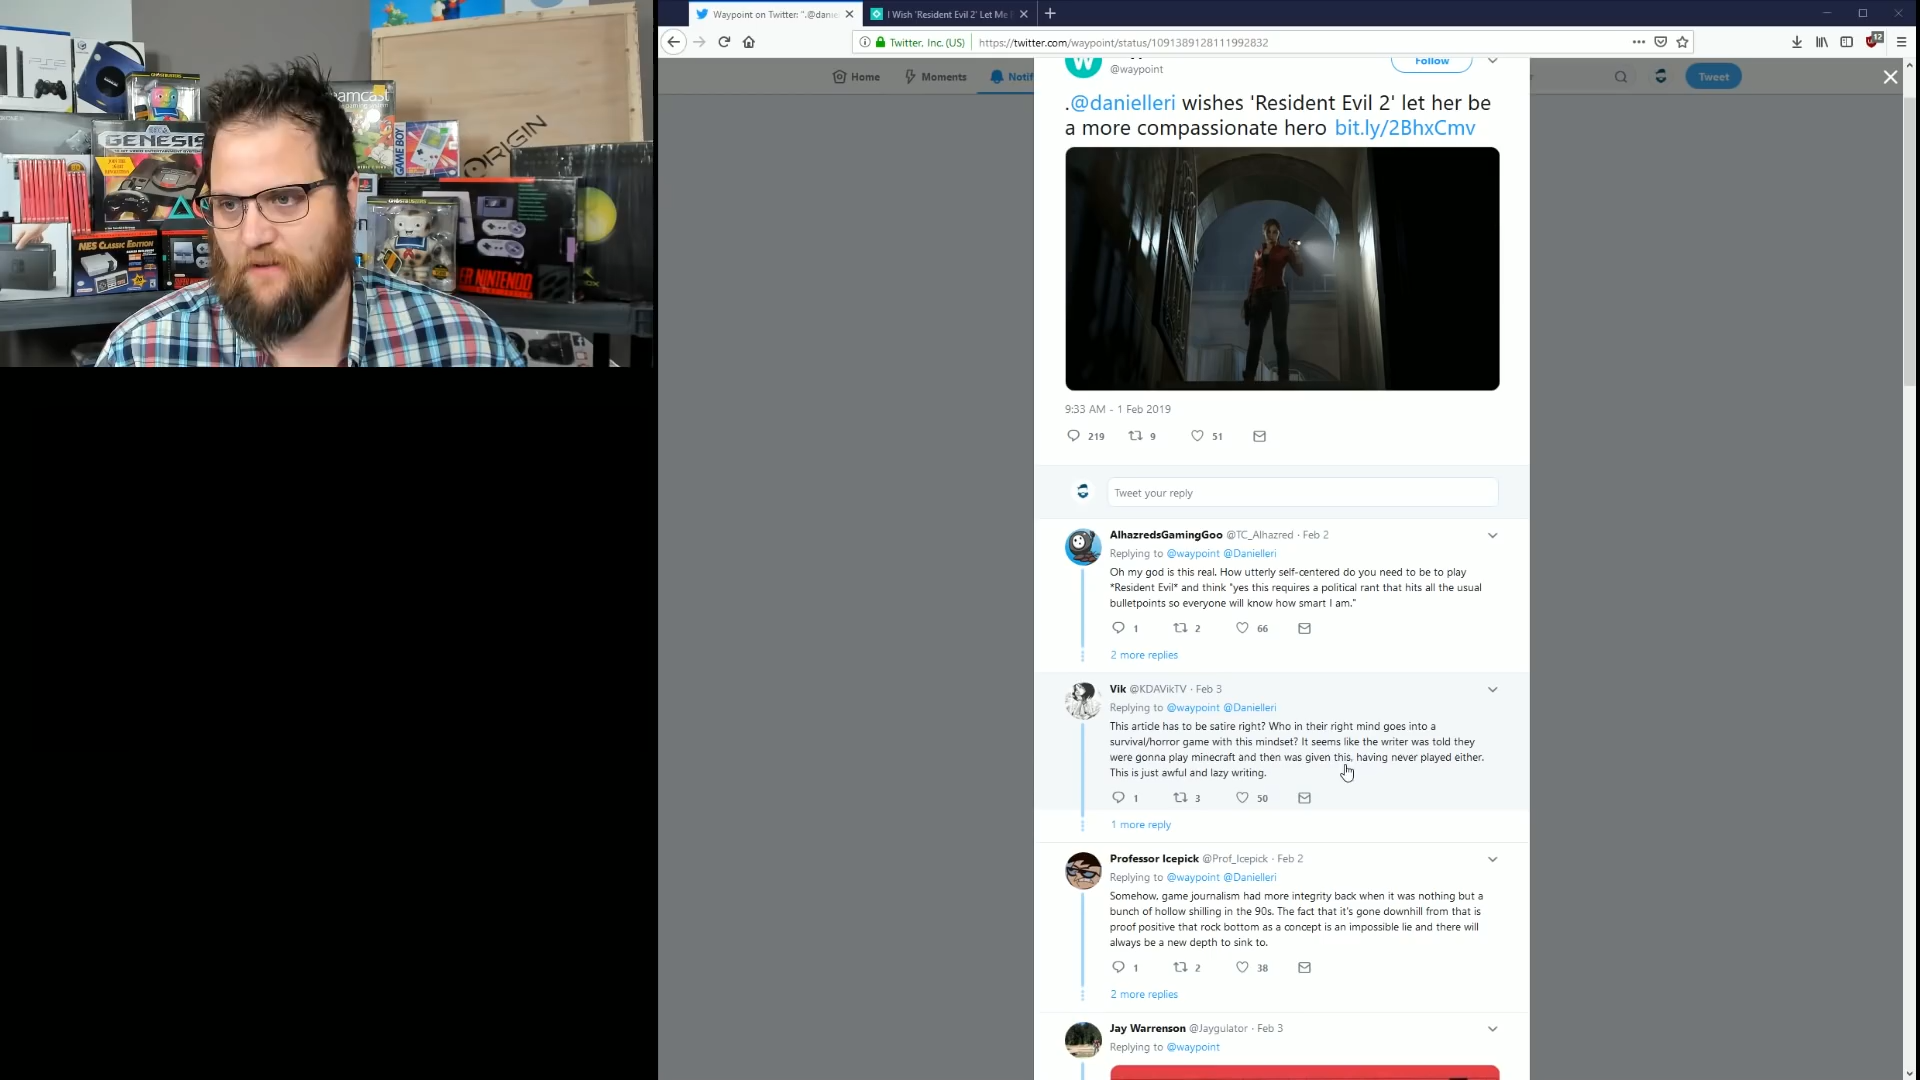 Waypoint on Twitter: ".@danie
I Wish 'Resident Evil 2' Let Me
Twitter, Inc. (US)
https://twitter.com/waypoint/status/1091389128111992832
12
Home
Moments
Notif
Tweet
@waypoint
Follow
.@danielleri wishes 'Resident Evil 2' let her be
a more compassionate hero bit.ly/2BhxCmv
9:33 AM - 1 Feb 2019
219 9 51
Tweet your reply
AlhazredsGamingGoo @TC_Alhazred · Feb 2
Replying to @waypoint @Danielleri
Oh my god is this real. How utterly self-centered do you need to be to play
*Resident Evil* and think "yes this requires a political rant that hits all the usual
bulletpoints so everyone will know how smart I am."
1 2 66
2 more replies
Vik @KDAVikTV · Feb 3
Replying to @waypoint @Danielleri
This article has to be satire right? Who in their right mind goes into a
survival/horror game with this mindset? It seems like the writer was told they
were gonna play minecraft and then was given this, having never played either.
This is just awful and lazy writing.
1 3 50
1 more reply
Professor Icepick @Prof_Icepick · Feb 2
Replying to @waypoint @Danielleri
Somehow, game journalism had more integrity back when it was nothing but a
bunch of hollow shilling in the 90s. The fact that it's gone downhill from that is
proof positive that rock bottom as a concept is an impossible lie and there will
always be a new depth to sink to.
1 2 38
2 more replies
Jay Warrenson @Jaygulator · Feb 3
Replying to @waypoint
PS2
GHOSTBUSTERS
amcast
GENESIS
GAME BOY
ORIGIN
NES CLASSIC EDITION
ER NINTENDO